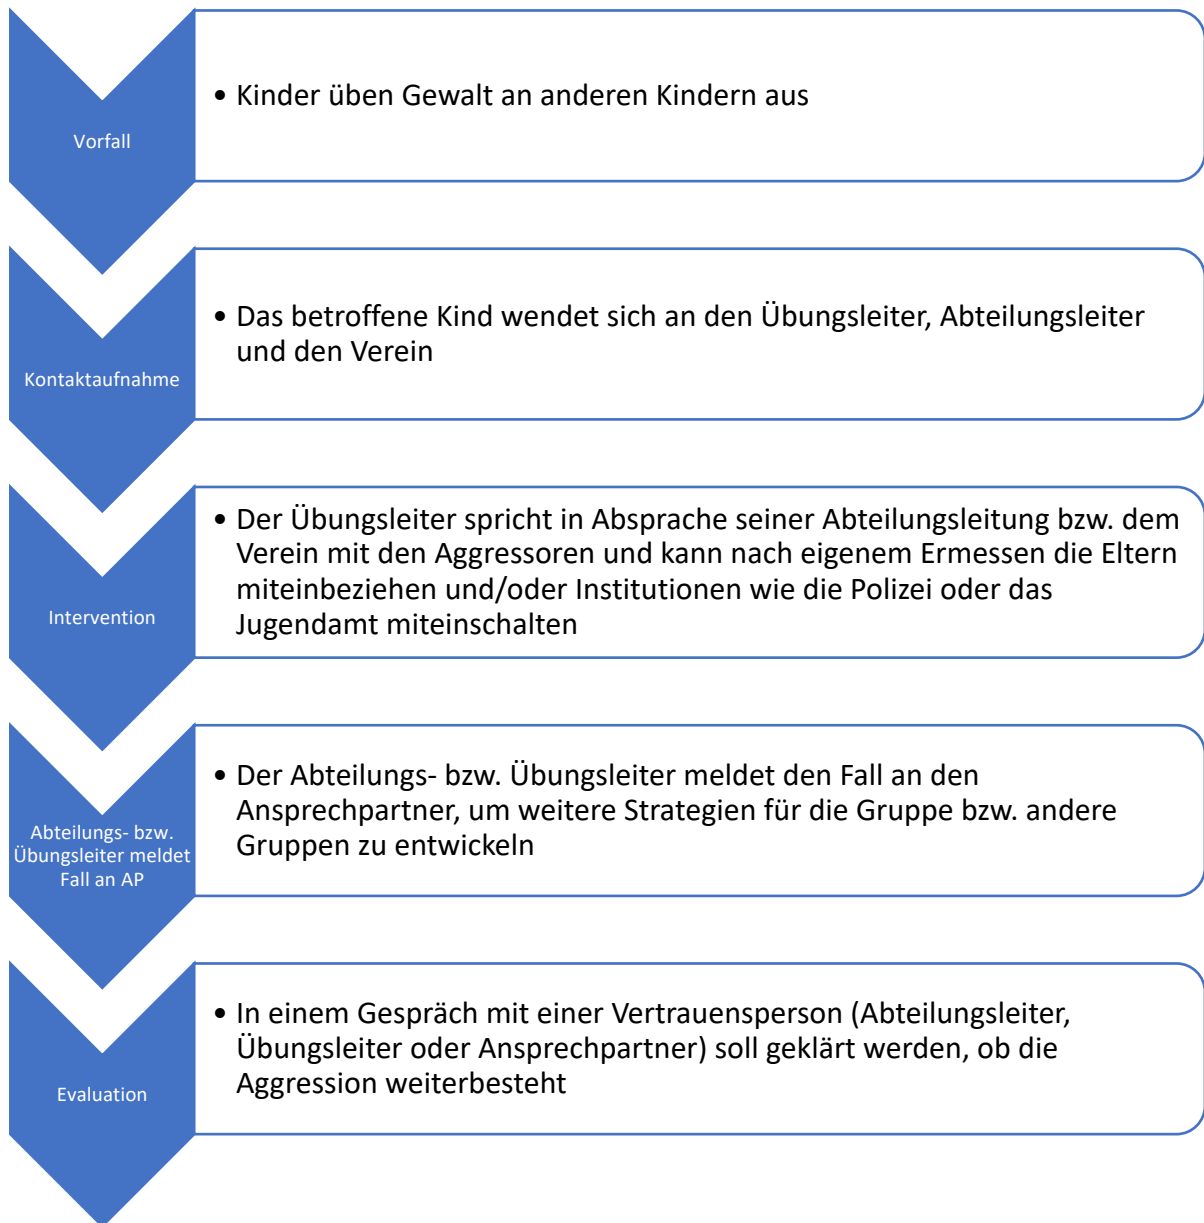 Vorfall
• Kinder üben Gewalt an anderen Kindern aus
Kontaktaufnahme
• Das betroffene Kind wendet sich an den Übungsleiter, Abteilungsleiter
und den Verein
Intervention
• Der Übungsleiter spricht in Absprache seiner Abteilungsleitung bzw. dem
Verein mit den Aggressoren und kann nach eigenem Ermessen die Eltern
miteinbeziehen und/oder Institutionen wie die Polizei oder das
Jugendamt miteinschalten
Abteilungs- bzw.
Übungsleiter meldet
Fall an AP
• Der Abteilungs- bzw. Übungsleiter meldet den Fall an den
Ansprechpartner, um weitere Strategien für die Gruppe bzw. andere
Gruppen zu entwickeln
Evaluation
• In einem Gespräch mit einer Vertrauensperson (Abteilungsleiter,
Übungsleiter oder Ansprechpartner) soll geklärt werden, ob die
Aggression weiterbesteht